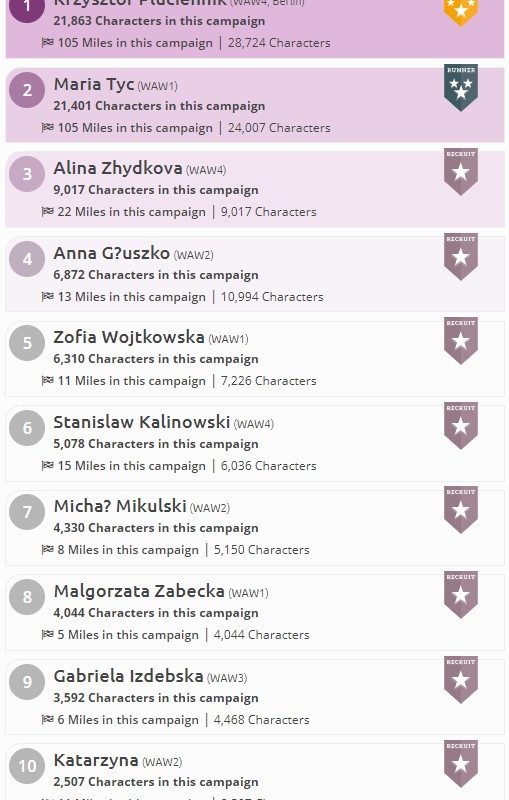 1
Krzysztof Pluciennik (WAW4, Berlin)
21,863 Characters in this campaign
105 Miles in this campaign | 28,724 Characters
RUNNER
2
Maria Tyc (WAW1)
21,401 Characters in this campaign
105 Miles in this campaign | 24,007 Characters
RECRUIT
3
Alina Zhydkova (WAW4)
9,017 Characters in this campaign
22 Miles in this campaign | 9,017 Characters
RECRUIT
4
Anna G?uszko (WAW2)
6,872 Characters in this campaign
13 Miles in this campaign | 10,994 Characters
RECRUIT
5
Zofia Wojtkowska (WAW1)
6,310 Characters in this campaign
11 Miles in this campaign | 7,226 Characters
RECRUIT
6
Stanislaw Kalinowski (WAW4)
5,078 Characters in this campaign
15 Miles in this campaign | 6,036 Characters
RECRUIT
7
Micha? Mikulski (WAW2)
4,330 Characters in this campaign
8 Miles in this campaign | 5,150 Characters
RECRUIT
8
Malgorzata Zabecka (WAW1)
4,044 Characters in this campaign
5 Miles in this campaign | 4,044 Characters
RECRUIT
9
Gabriela Izdebska (WAW3)
3,592 Characters in this campaign
6 Miles in this campaign | 4,468 Characters
RECRUIT
10
Katarzyna (WAW2)
2,507 Characters in this campaign